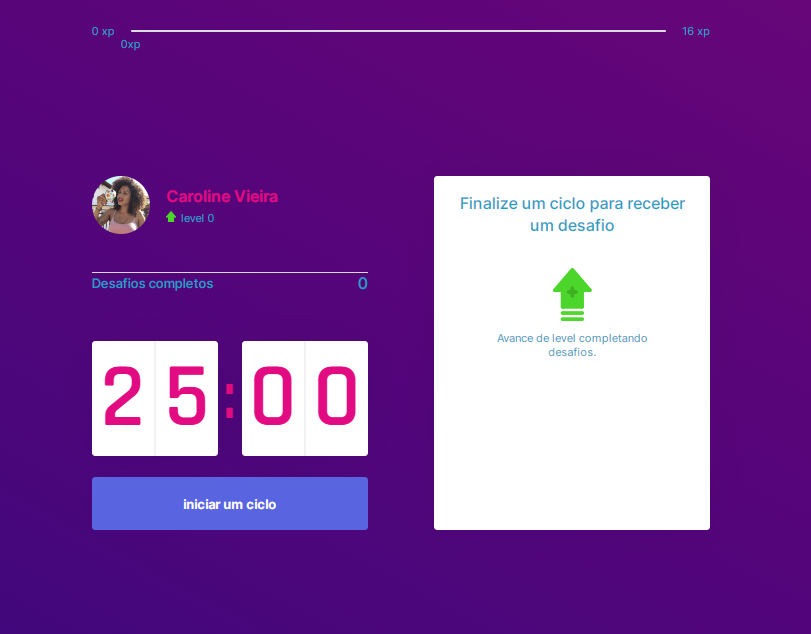 0 xp
16 xp
0xp
Caroline Vieira
level 0
Desafios completos
0
25:00
iniciar um ciclo
Finalize um ciclo para receber
um desafio
Avance de level completando
desafios.